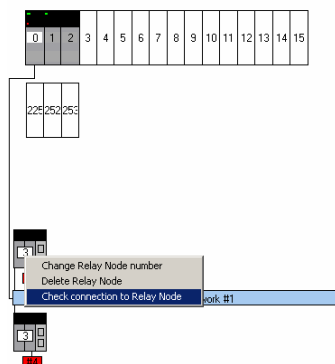 0 1 2 3 4 5 6 7 8 9 10 11 12 13 14 15
225 252 253
3
Change Relay Node number
Delete Relay Node
Check connection to Relay Node
work #1
3
#4